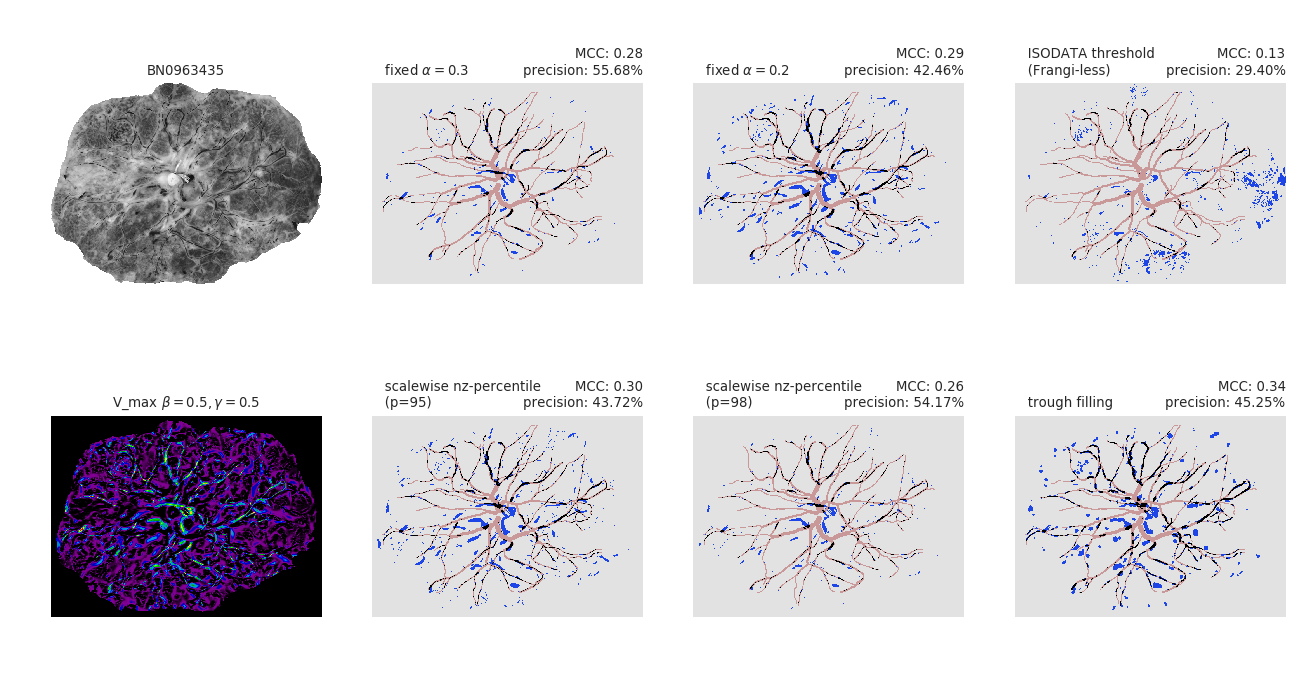 BN0963435
MCC: 0.28
fixed α = 0.3 precision: 55.68%
MCC: 0.29
fixed α = 0.2 precision: 42.46%
ISODATA threshold MCC: 0.13
(Frangi-less) precision: 29.40%
V_max β = 0.5, γ = 0.5
scalewise nz-percentile MCC: 0.30
(p=95) precision: 43.72%
scalewise nz-percentile MCC: 0.26
(p=98) precision: 54.17%
MCC: 0.34
trough filling precision: 45.25%